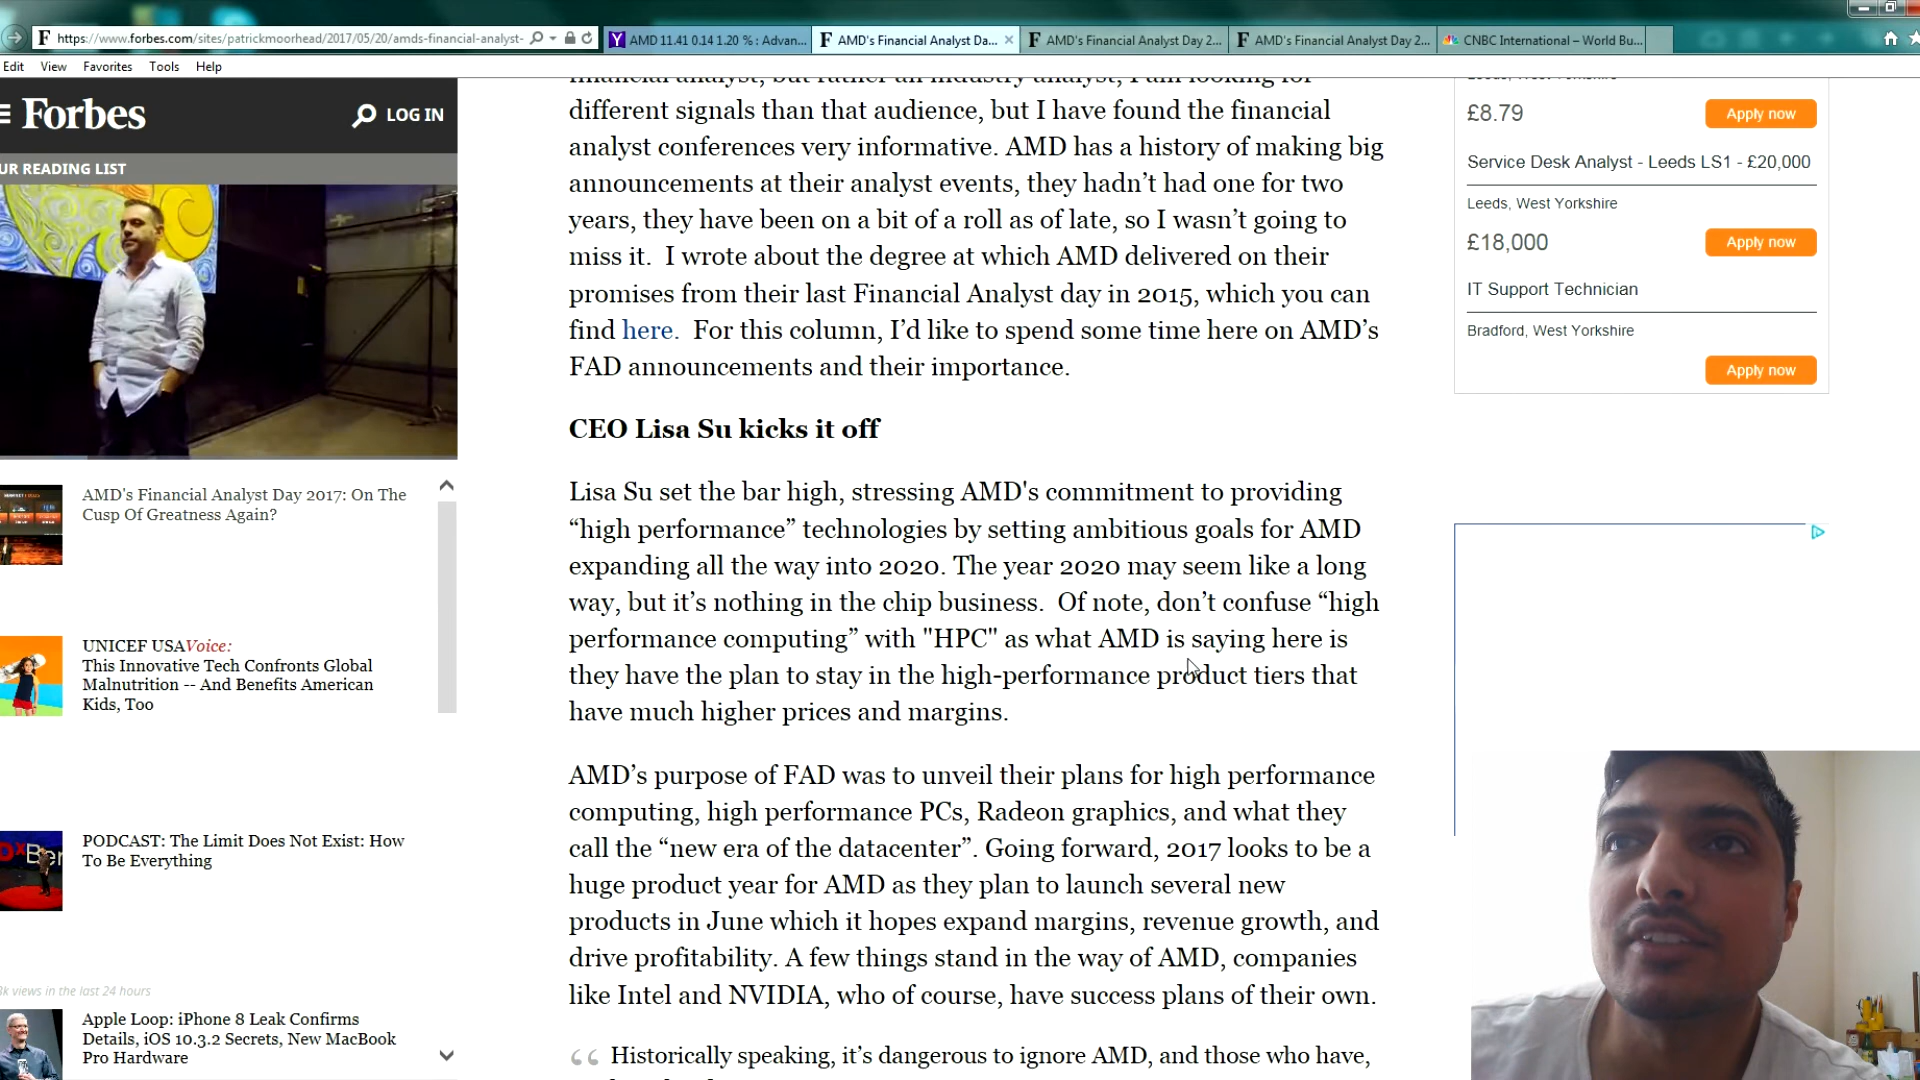 https://www.forbes.com/sites/patrickmoorhead/2017/05/20/amds-financial-analyst-
AMD 11.41 0.14 1.20 % : Advan...
AMD's Financial Analyst Da...
AMD's Financial Analyst Day 2...
AMD's Financial Analyst Day 2...
CNBC International – World Bu...
Edit View Favorites Tools Help
Forbes
LOG IN
UR READING LIST
AMD's Financial Analyst Day 2017: On The
Cusp Of Greatness Again?
UNICEF USAVoice:
This Innovative Tech Confronts Global
Malnutrition -- And Benefits American
Kids, Too
PODCAST: The Limit Does Not Exist: How
To Be Everything
k views in the last 24 hours
Apple Loop: iPhone 8 Leak Confirms
Details, iOS 10.3.2 Secrets, New MacBook
Pro Hardware
financial analyst, but rather an industry analyst, I am looking for
different signals than that audience, but I have found the financial
analyst conferences very informative. AMD has a history of making big
announcements at their analyst events, they hadn’t had one for two
years, they have been on a bit of a roll as of late, so I wasn’t going to
miss it.  I wrote about the degree at which AMD delivered on their
promises from their last Financial Analyst day in 2015, which you can
find here.  For this column, I’d like to spend some time here on AMD’s
FAD announcements and their importance.
CEO Lisa Su kicks it off
Lisa Su set the bar high, stressing AMD's commitment to providing
“high performance” technologies by setting ambitious goals for AMD
expanding all the way into 2020. The year 2020 may seem like a long
way, but it’s nothing in the chip business.  Of note, don’t confuse “high
performance computing” with "HPC" as what AMD is saying here is
they have the plan to stay in the high-performance product tiers that
have much higher prices and margins.
AMD’s purpose of FAD was to unveil their plans for high performance
computing, high performance PCs, Radeon graphics, and what they
call the “new era of the datacenter”. Going forward, 2017 looks to be a
huge product year for AMD as they plan to launch several new
products in June which it hopes expand margins, revenue growth, and
drive profitability. A few things stand in the way of AMD, companies
like Intel and NVIDIA, who of course, have success plans of their own.
“ Historically speaking, it’s dangerous to ignore AMD, and those who have,
Leeds, West Yorkshire
£8.79
Apply now
Service Desk Analyst - Leeds LS1 - £20,000
Leeds, West Yorkshire
£18,000
Apply now
IT Support Technician
Bradford, West Yorkshire
Apply now